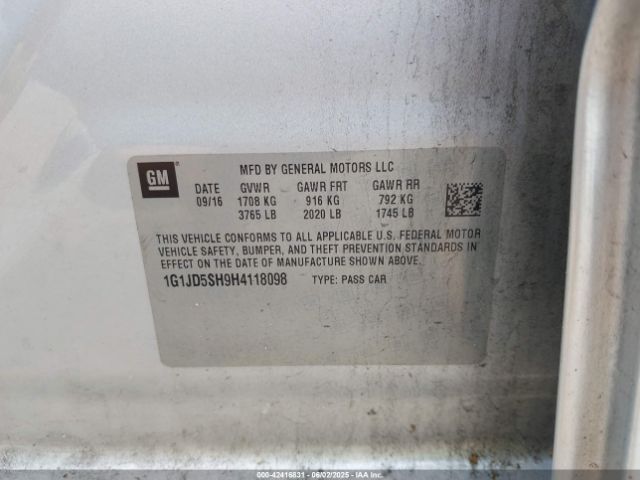 GM
MFD BY GENERAL MOTORS LLC
DATE GVWR GAWR FRT GAWR RR
09/16 1708 KG 916 KG 792 KG
3765 LB 2020 LB 1745 LB
THIS VEHICLE CONFORMS TO ALL APPLICABLE U.S. FEDERAL MOTOR
VEHICLE SAFETY, BUMPER, AND THEFT PREVENTION STANDARDS IN
EFFECT ON THE DATE OF MANUFACTURE SHOWN ABOVE.
1G1JD5SH9H4118098 TYPE: PASS CAR
000-42416831 - 06/02/2025 - IAAI.COM